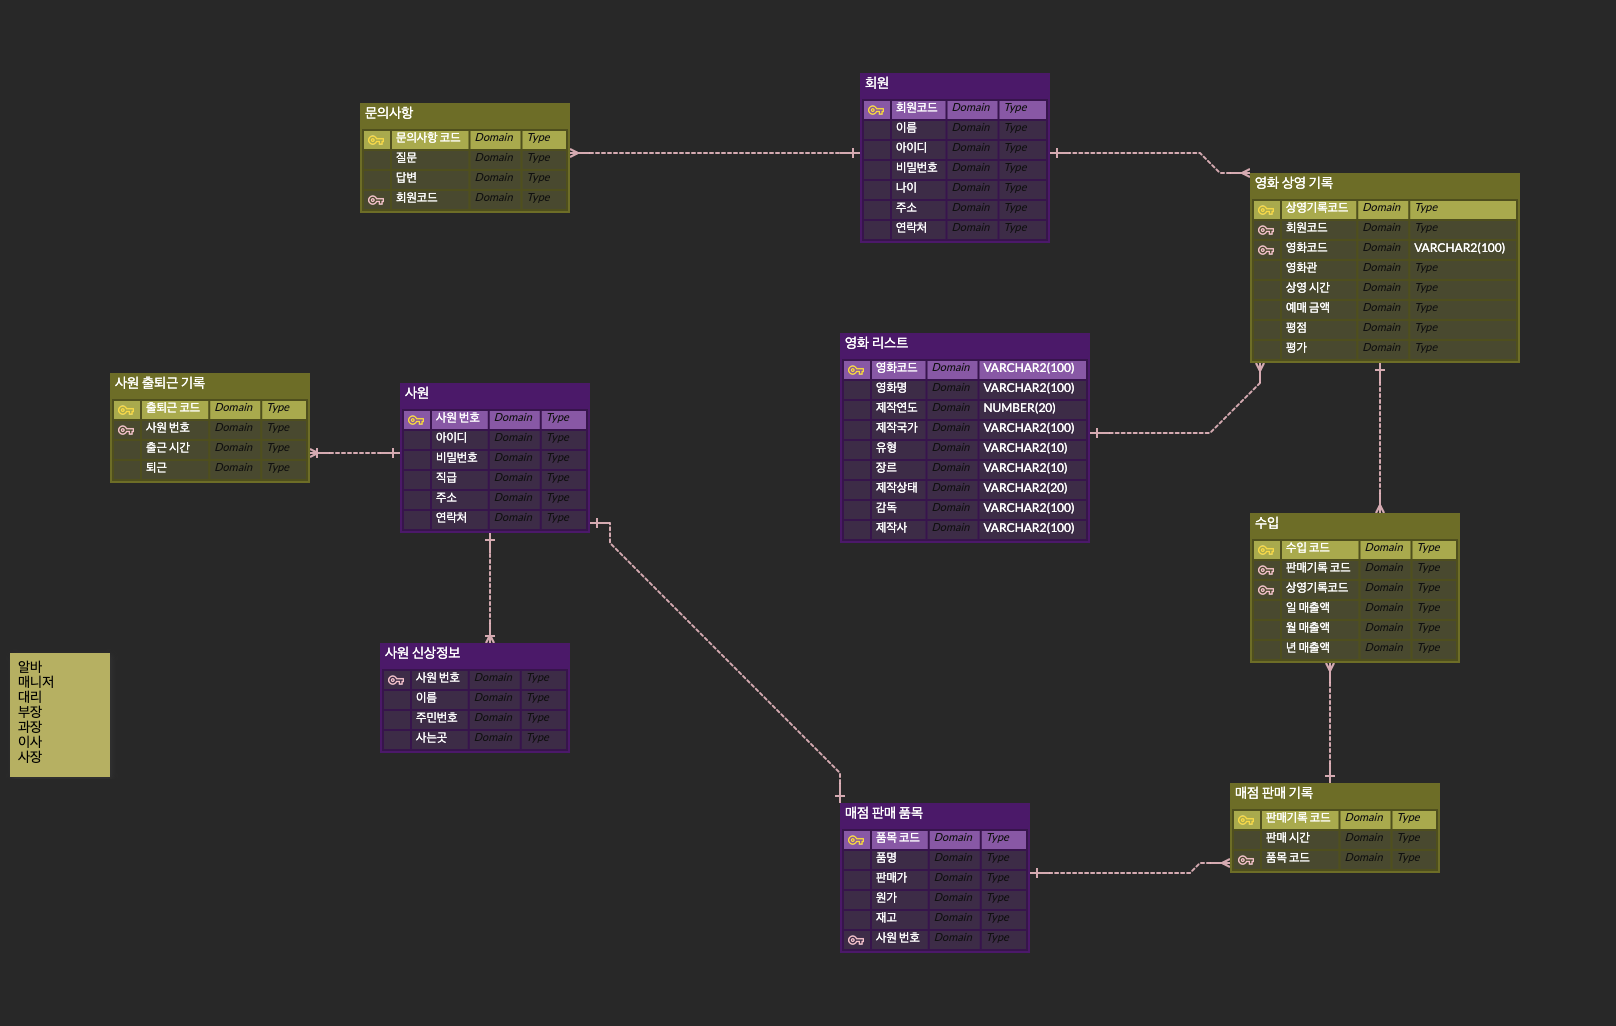 회원
회원코드 Domain Type
이름 Domain Type
아이디 Domain Type
비밀번호 Domain Type
나이 Domain Type
주소 Domain Type
연락처 Domain Type
문의사항
문의사항 코드 Domain Type
질문 Domain Type
답변 Domain Type
회원코드 Domain Type
영화 상영 기록
상영기록코드 Domain Type
회원코드 Domain Type
영화코드 Domain VARCHAR2(100)
영화관 Domain Type
상영 시간 Domain Type
예매 금액 Domain Type
평점 Domain Type
평가 Domain Type
영화 리스트
영화코드 Domain VARCHAR2(100)
영화명 Domain VARCHAR2(100)
제작연도 Domain NUMBER(20)
제작국가 Domain VARCHAR2(100)
유형 Domain VARCHAR2(10)
장르 Domain VARCHAR2(10)
제작상태 Domain VARCHAR2(20)
감독 Domain VARCHAR2(100)
제작사 Domain VARCHAR2(100)
사원 출퇴근 기록
출퇴근 코드 Domain Type
사원 번호 Domain Type
출근 시간 Domain Type
퇴근 Domain Type
사원
사원 번호 Domain Type
아이디 Domain Type
비밀번호 Domain Type
직급 Domain Type
주소 Domain Type
연락처 Domain Type
수입
수입 코드 Domain Type
판매기록 코드 Domain Type
상영기록코드 Domain Type
일 매출액 Domain Type
월 매출액 Domain Type
년 매출액 Domain Type
사원 신상정보
사원 번호 Domain Type
이름 Domain Type
주민번호 Domain Type
사는곳 Domain Type
알바
매니저
대리
부장
과장
이사
사장
매점 판매 품목
품목 코드 Domain Type
품명 Domain Type
판매가 Domain Type
원가 Domain Type
재고 Domain Type
사원 번호 Domain Type
매점 판매 기록
판매기록 코드 Domain Type
판매 시간 Domain Type
품목 코드 Domain Type